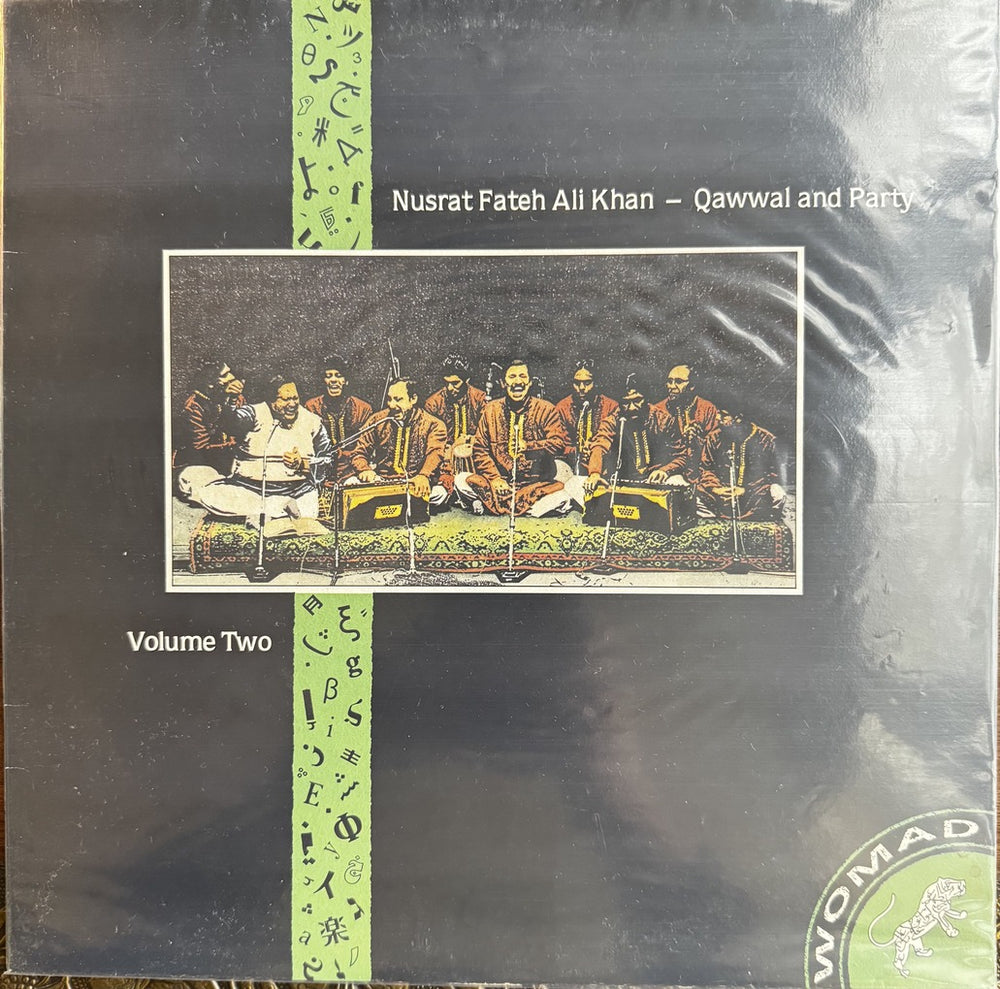 Nusrat Fateh Ali Khan – Qawwal and Party
Volume Two
WOMAD